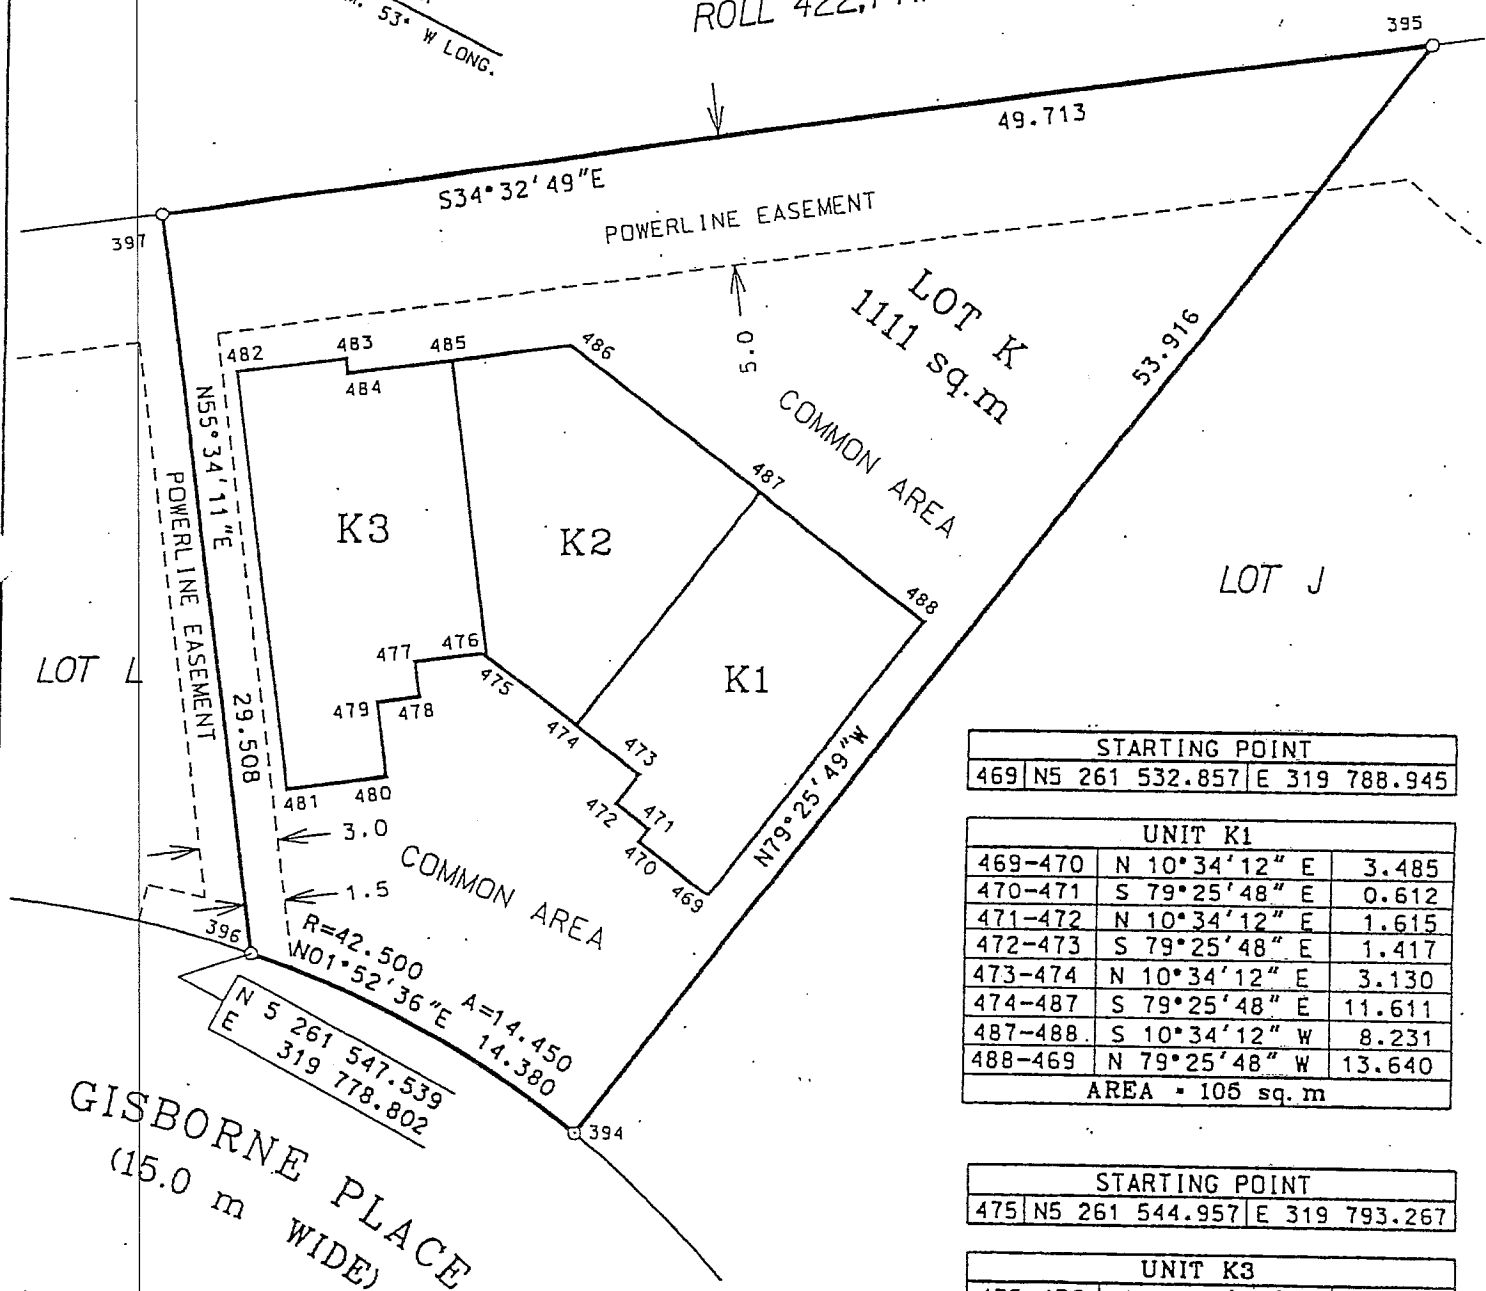 53° W LONG.
ROLL 422,
395
49.713
S34°32'49"E
POWERLINE EASEMENT
397
LOT K
1111 sq.m
5.0
53.916
482
483
485
486
484
COMMON AREA
N55°34'11"E
POWERLINE EASEMENT
487
K3
K2
488
LOT J
LOT L
K1
477
476
475
479
478
474
473
29.508
481
480
472
471
470
469
N79°25'49"W
3.0
1.5
COMMON AREA
396
R=42.500
A=14.450
N01°52'36"E
14.380
N 5 261 547.539
E 319 778.802
394
GISBORNE PLACE
(15.0 m WIDE)
STARTING POINT
469 N5 261 532.857 E 319 788.945
UNIT K1
469-470 N 10°34'12" E 3.485
470-471 S 79°25'48" E 0.612
471-472 N 10°34'12" E 1.615
472-473 S 79°25'48" E 1.417
473-474 N 10°34'12" E 3.130
474-487 S 79°25'48" E 11.611
487-488 S 10°34'12" W 8.231
488-469 N 79°25'48" W 13.640
AREA = 105 sq.m
STARTING POINT
475 N5 261 544.957 E 319 793.267
UNIT K3